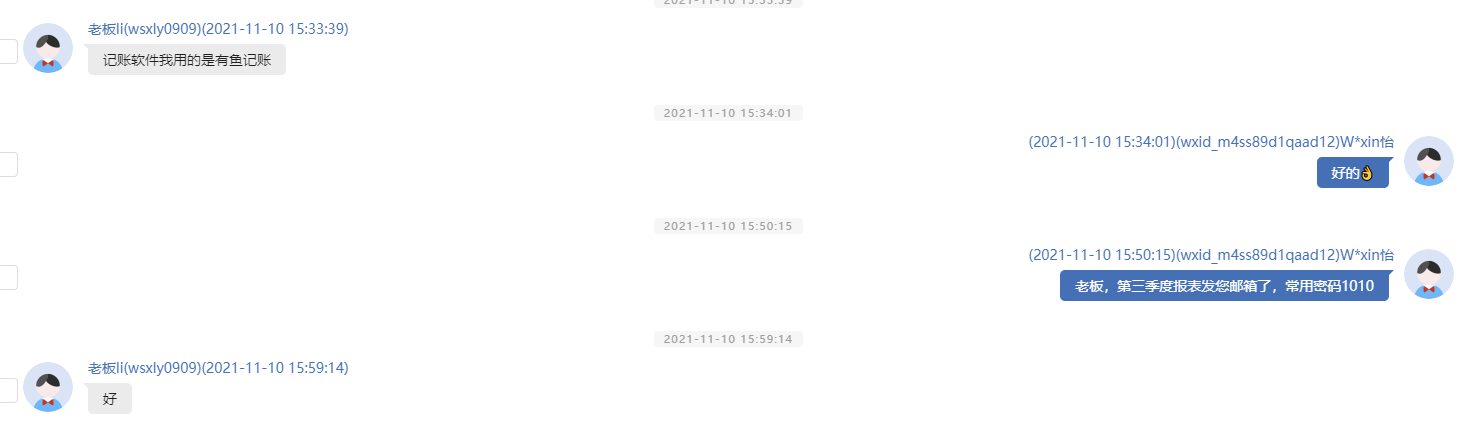 2021-11-10 15:33:39
老板li(wsxly0909)(2021-11-10 15:33:39)
记账软件我用的是有鱼记账
2021-11-10 15:34:01
(2021-11-10 15:34:01)(wxid_m4ss89d1qaad12)W*xin怡
好的👌
2021-11-10 15:50:15
(2021-11-10 15:50:15)(wxid_m4ss89d1qaad12)W*xin怡
老板，第三季度报表发您邮箱了，常用密码1010
2021-11-10 15:59:14
老板li(wsxly0909)(2021-11-10 15:59:14)
好